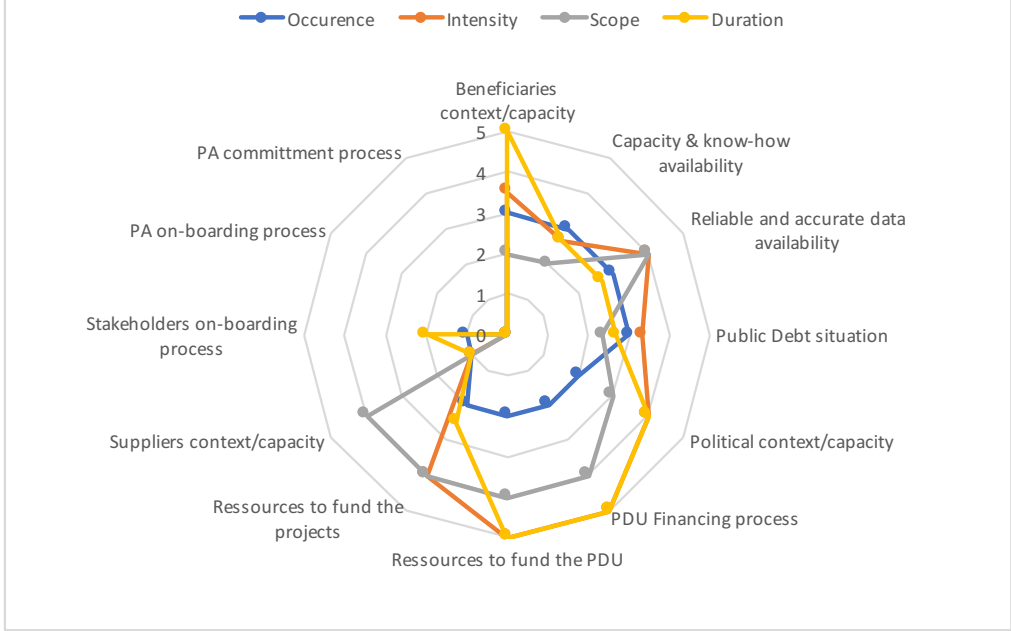 Occurence Intensity Scope Duration
Beneficiaries
context/capacity
Capacity & know-how
availability
Reliable and accurate data
availability
Public Debt situation
Political context/capacity
PDU Financing process
Ressources to fund the PDU
Ressources to fund the
projects
Suppliers context/capacity
Stakeholders on-boarding
process
PA on-boarding process
PA committment process
5
4
3
2
1
0